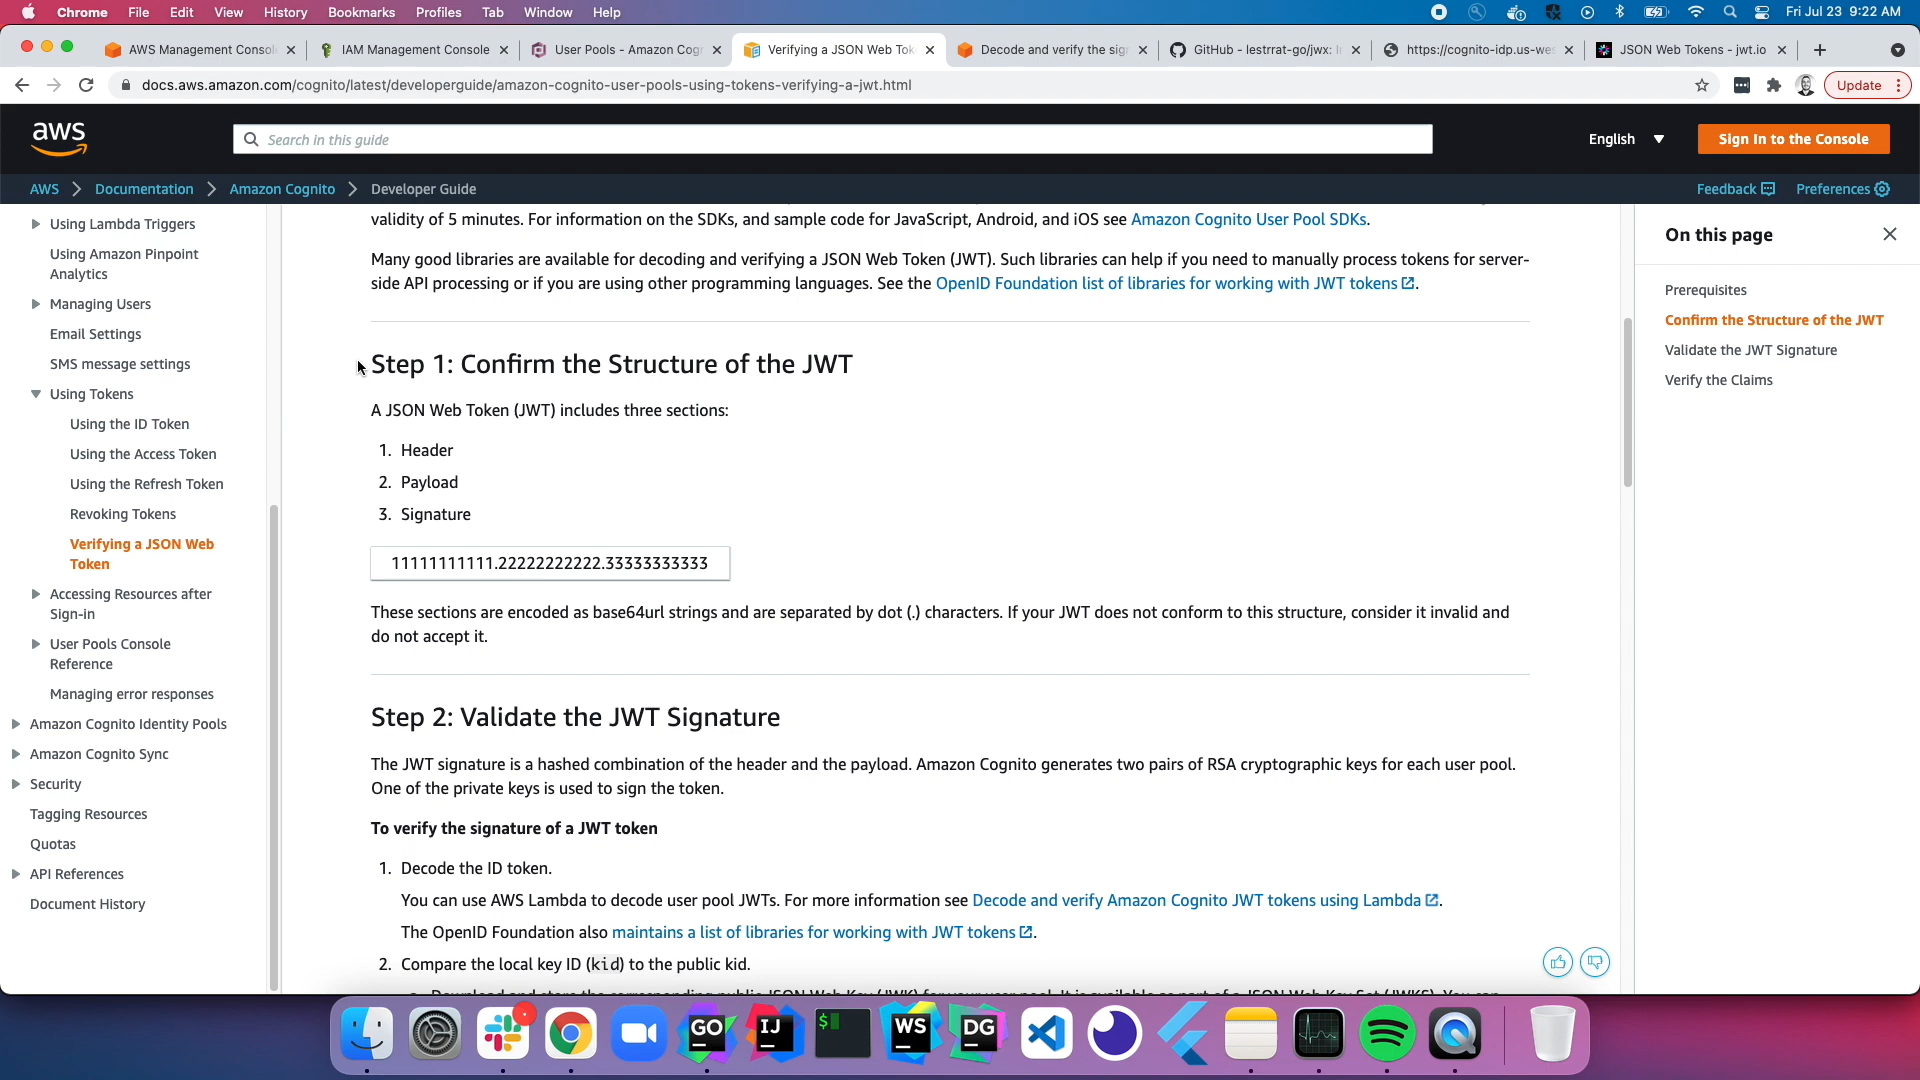 Chrome File Edit View History Bookmarks Profiles Tab Window Help Fri Jul 23 9:22 AM
AWS Management Consol IAM Management Console User Pools - Amazon Cog Verifying a JSON Web Tok Decode and verify the sig GitHub - lestrrat-go/jwx: I https://cognito-idp.us-wes JSON Web Tokens - jwt.io
docs.aws.amazon.com/cognito/latest/developerguide/amazon-cognito-user-pools-using-tokens-verifying-a-jwt.html Update
aws Search in this guide English Sign In to the Console
AWS Documentation Amazon Cognito Developer Guide Feedback Preferences
Using Lambda Triggers
Using Amazon Pinpoint
Analytics
Managing Users
Email Settings
SMS message settings
Using Tokens
Using the ID Token
Using the Access Token
Using the Refresh Token
Revoking Tokens
Verifying a JSON Web
Token
Accessing Resources after
Sign-in
User Pools Console
Reference
Managing error responses
Amazon Cognito Identity Pools
Amazon Cognito Sync
Security
Tagging Resources
Quotas
API References
Document History
validity of 5 minutes. For information on the SDKs, and sample code for JavaScript, Android, and iOS see Amazon Cognito User Pool SDKs.
Many good libraries are available for decoding and verifying a JSON Web Token (JWT). Such libraries can help if you need to manually process tokens for server-
side API processing or if you are using other programming languages. See the OpenID Foundation list of libraries for working with JWT tokens.
Step 1: Confirm the Structure of the JWT
A JSON Web Token (JWT) includes three sections:
1. Header
2. Payload
3. Signature
11111111111.22222222222.33333333333
These sections are encoded as base64url strings and are separated by dot (.) characters. If your JWT does not conform to this structure, consider it invalid and
do not accept it.
Step 2: Validate the JWT Signature
The JWT signature is a hashed combination of the header and the payload. Amazon Cognito generates two pairs of RSA cryptographic keys for each user pool.
One of the private keys is used to sign the token.
To verify the signature of a JWT token
1. Decode the ID token.
You can use AWS Lambda to decode user pool JWTs. For more information see Decode and verify Amazon Cognito JWT tokens using Lambda.
The OpenID Foundation also maintains a list of libraries for working with JWT tokens.
2. Compare the local key ID (kid) to the public kid.
On this page
Prerequisites
Confirm the Structure of the JWT
Validate the JWT Signature
Verify the Claims
GO IJ $ WS DG